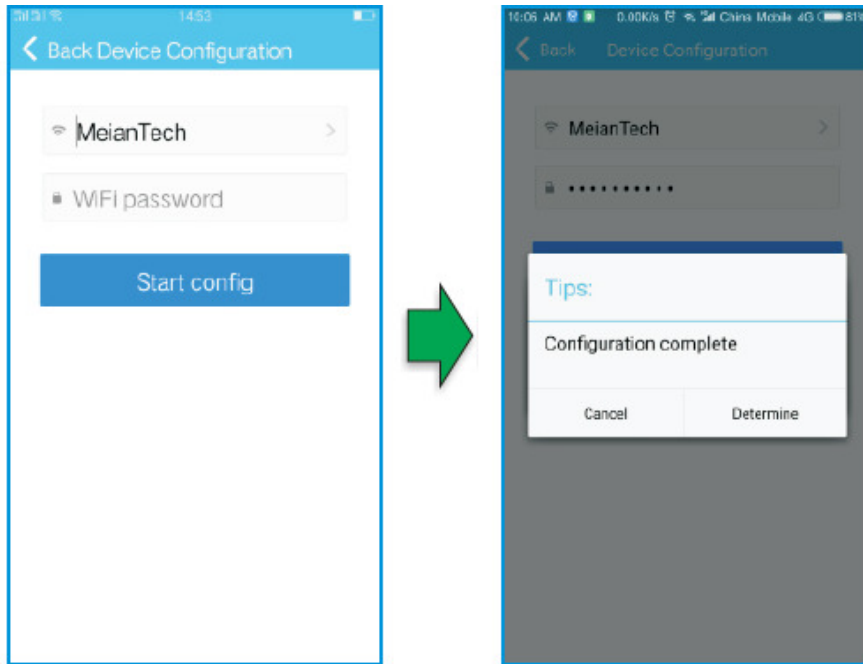 14:53
Back Device Configuration
MeianTech
WiFi password
Start config
10:06 AM 0.00K/s China Mobile 4G 81%
Back Device Configuration
MeianTech
••••••••••
Tips:
Configuration complete
Cancel Determine